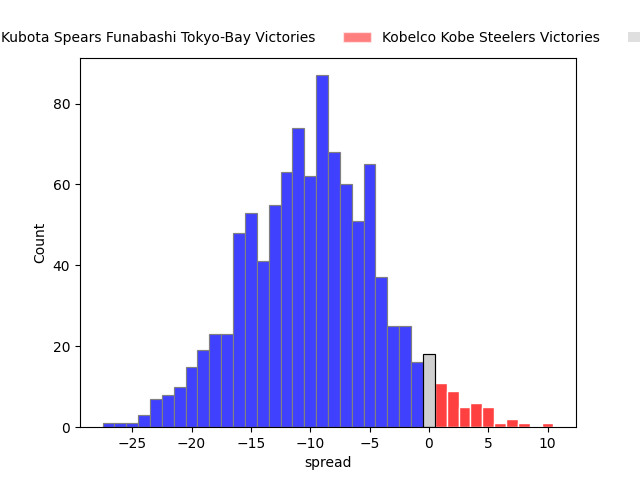 Kubota Spears Funabashi Tokyo-Bay Victories Kobelco Kobe Steelers Victories
80
60
40
20
0
Count
−25 −20 −15 −10 −5 0 5 10
spread